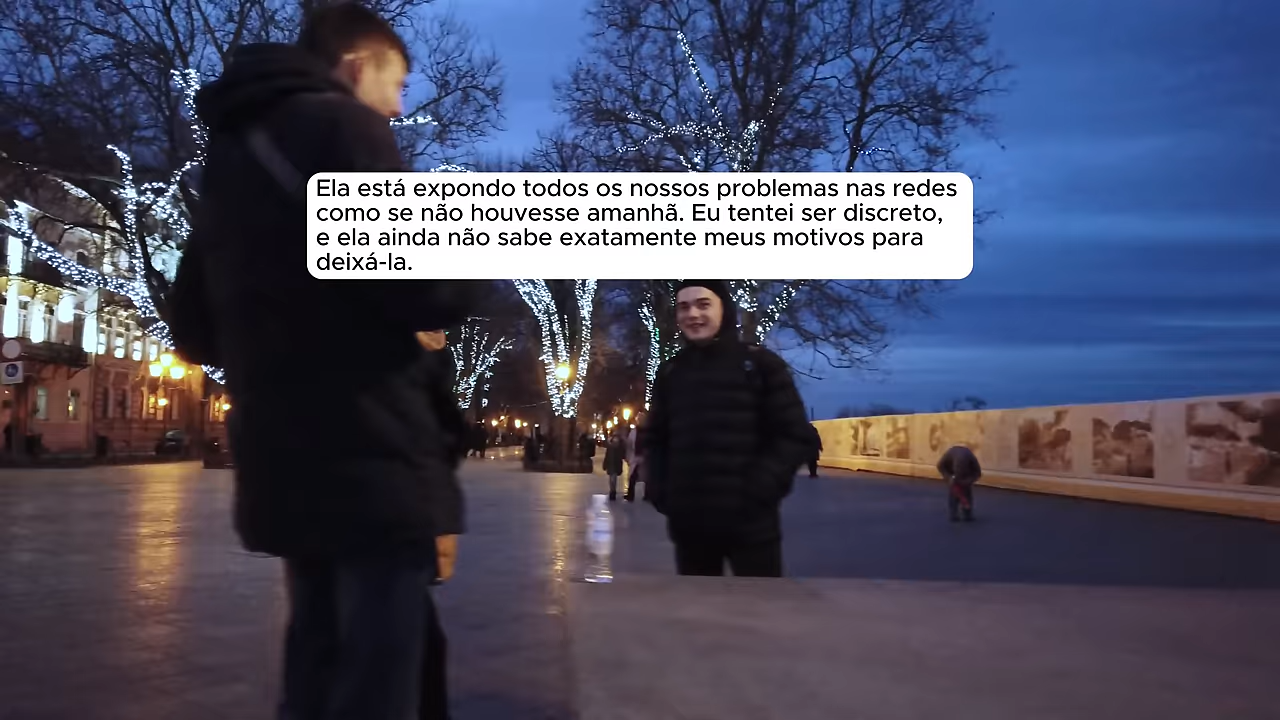 Ela está expondo todos os nossos problemas nas redes
como se não houvesse amanhã. Eu tentei ser discreto,
e ela ainda não sabe exatamente meus motivos para
deixá-la.